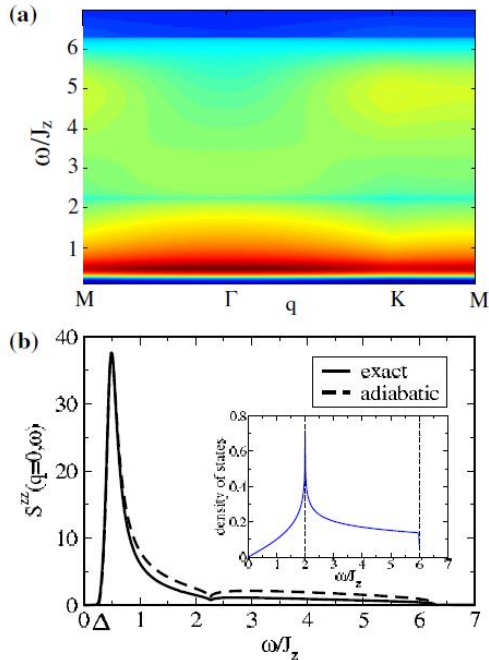 (a)
6
5
4
3
2
1
ω/J_z
M Γ q K M
(b)
40
30
20
10
0
S^{zz}(q=0,ω)
exact
adiabatic
0.8
0.6
0.4
0.2
0
density of states
0 1 2 3 4 5 6 7
ω/J_z
0 Δ 1 2 3 4 5 6 7
ω/J_z